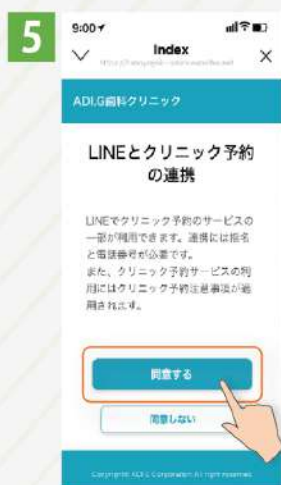 5
9:00
Index
ADI.G歯科クリニック
LINEとクリニック予約
の連携
LINEでクリニック予約のサービスの
一部が利用できます。連携には指名
と電話番号が必要です。
また、クリニック予約サービスの利
用にはクリニック予約注意事項が適
用されます。
同意する
同意しない